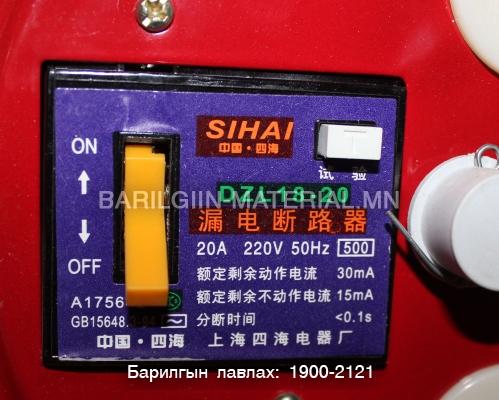 SIHAI
中国·四海
ON
试 验
DZL18-20
BARILGIIN-MATERIAL.MN
漏电断路器
20A 220V 50Hz 500
OFF
额定剩余动作电流 30mA
A1756
额定剩余不动作电流 15mA
GB15648
分断时间 <0.1s
中国·四海 上海四海电器厂
Барилгын лавлах: 1900-2121